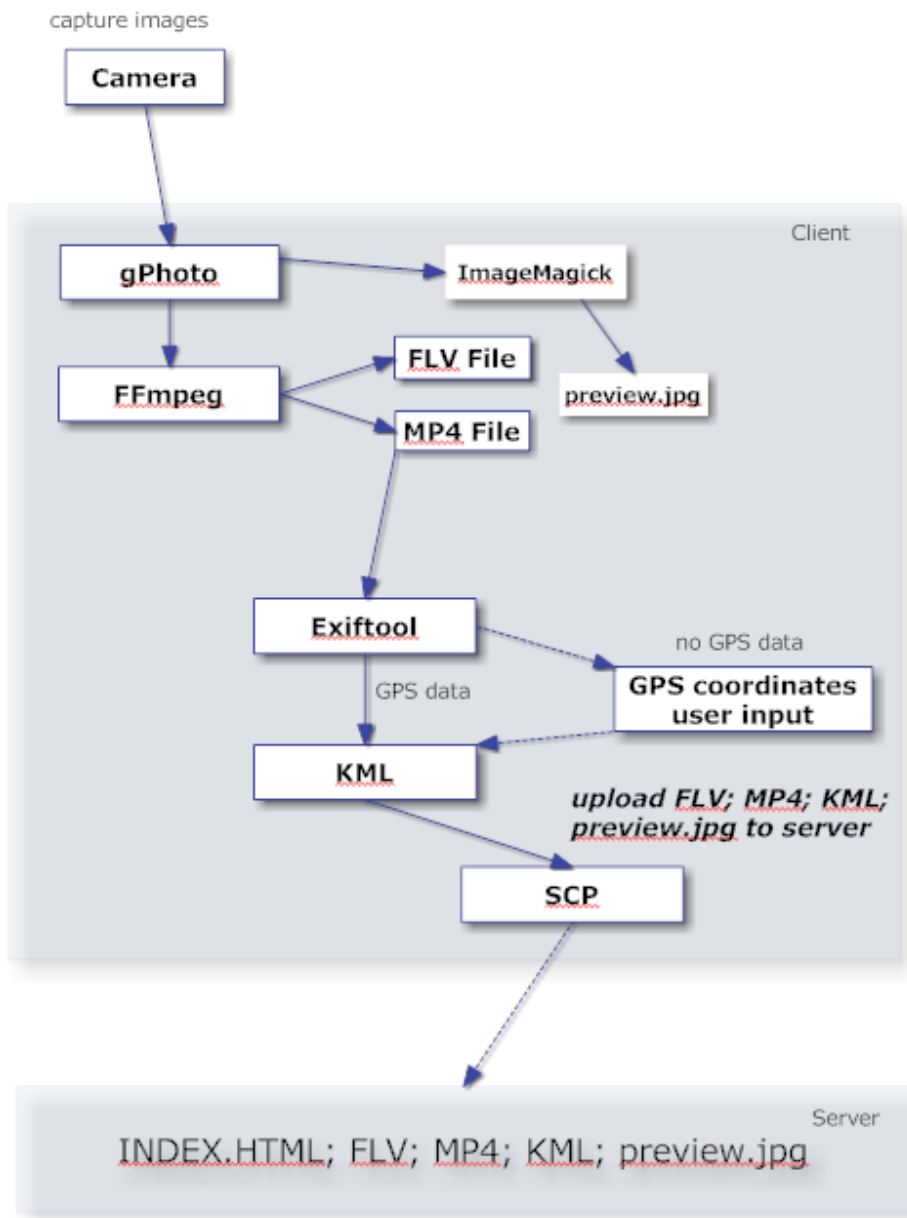 capture images
Camera
Client
gPhoto
ImageMagick
FLV File
FFmpeg
preview.jpg
MP4 File
Exiftool
no GPS data
GPS data
GPS coordinates
user input
KML
upload FLV; MP4; KML;
preview.jpg to server
SCP
Server
INDEX.HTML; FLV; MP4; KML; preview.jpg